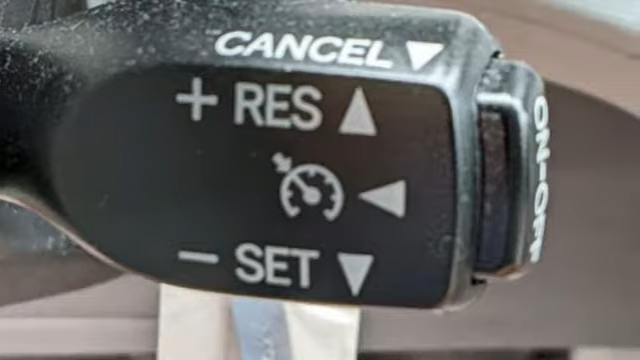 CANCEL ▼
+ RES ▲
◀
− SET ▼
ON-OFF